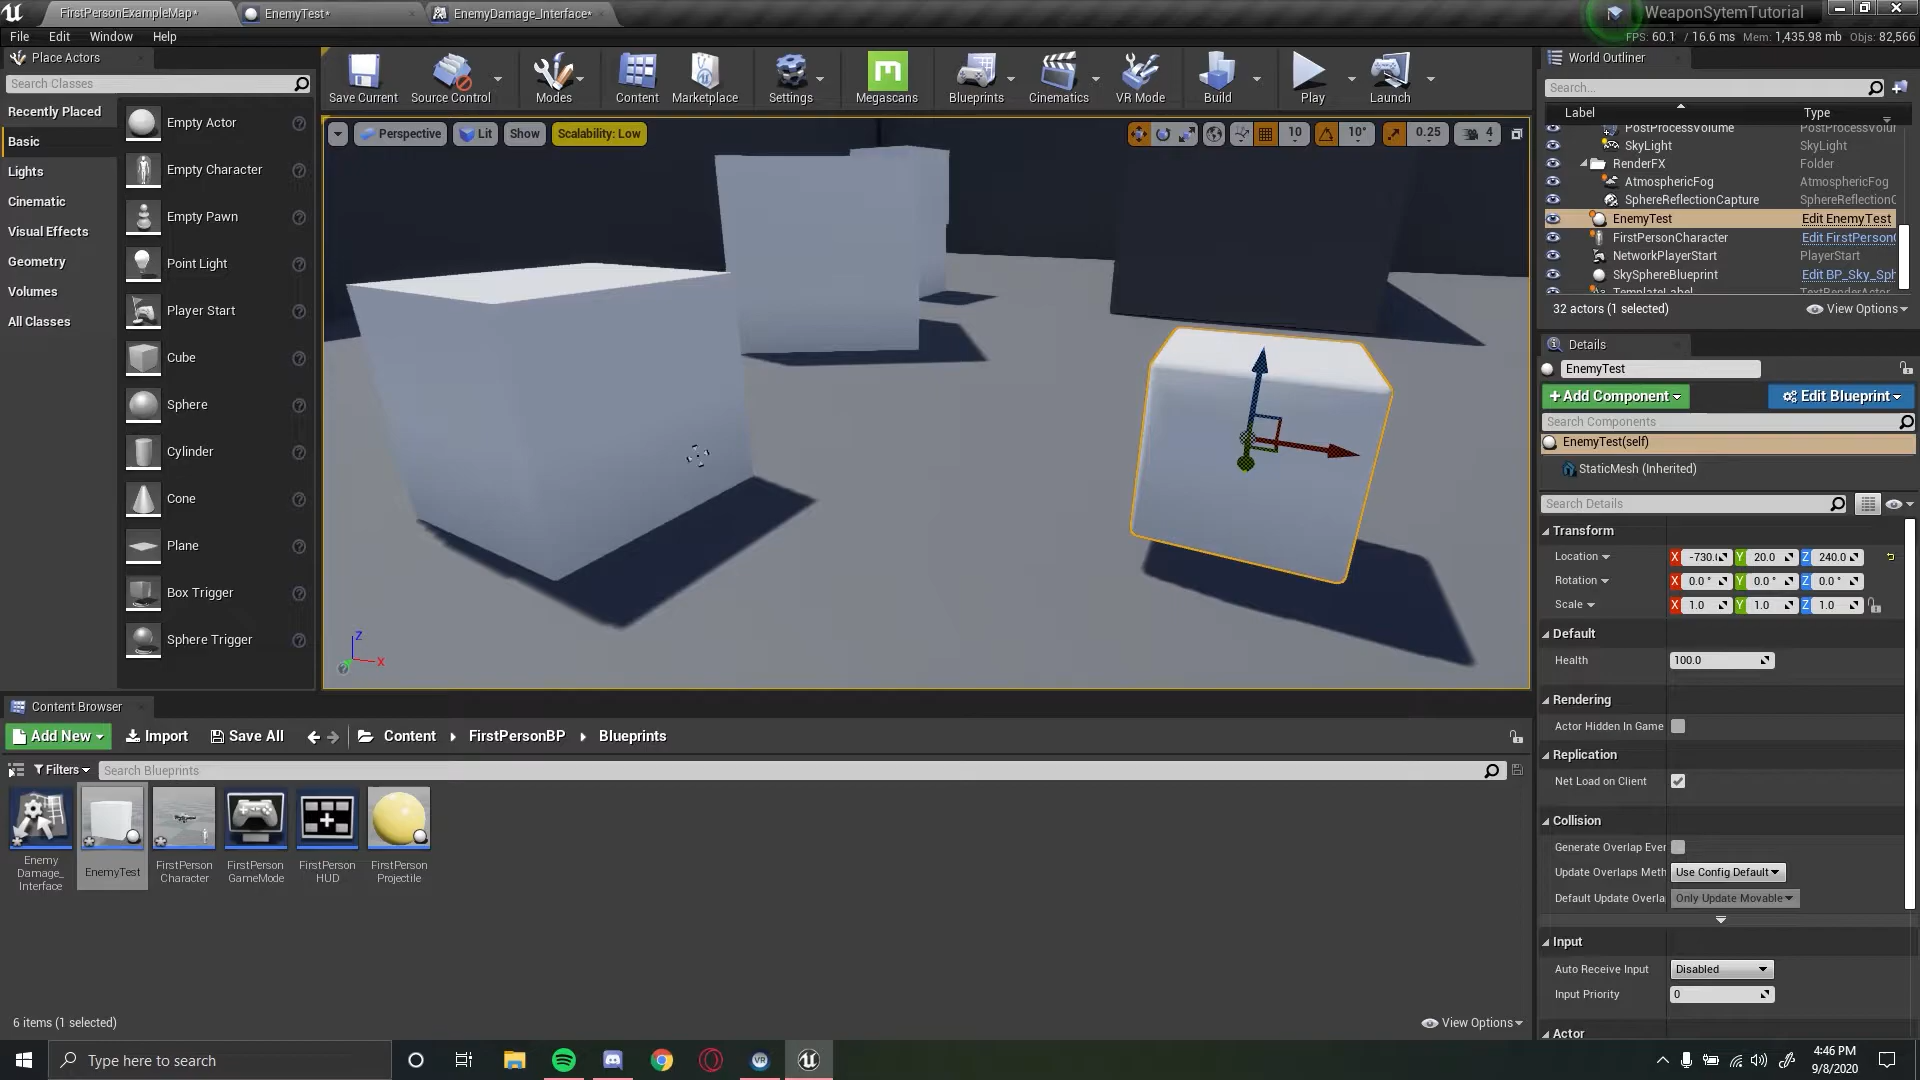 FirstPersonExampleMap*
EnemyTest*
EnemyDamage_Interface*
WeaponSytemTutorial
File Edit Window Help
FPS: 60.1 / 16.6 ms Mem: 1,435.98 mb Objs: 82,566
Place Actors
Search Classes
Recently Placed
Basic
Lights
Cinematic
Visual Effects
Geometry
Volumes
All Classes
Empty Actor
Empty Character
Empty Pawn
Point Light
Player Start
Cube
Sphere
Cylinder
Cone
Plane
Box Trigger
Sphere Trigger
Save Current
Source Control
Modes
Content
Marketplace
Settings
Megascans
Blueprints
Cinematics
VR Mode
Build
Play
Launch
Perspective Lit Show Scalability: Low
10 10° 0.25 4
Z
X
World Outliner
Search...
Label Type
PostProcessVolume PostProcessVolur
SkyLight SkyLight
RenderFX Folder
AtmosphericFog AtmosphericFog
SphereReflectionCapture SphereReflectionC
EnemyTest Edit EnemyTest
FirstPersonCharacter Edit FirstPerson
NetworkPlayerStart PlayerStart
SkySphereBlueprint Edit BP_Sky_Sph
TemplateLabel TextRenderActor
32 actors (1 selected) View Options
Details
EnemyTest
+Add Component Edit Blueprint
Search Components
EnemyTest(self)
StaticMesh (Inherited)
Search Details
Transform
Location X -730.( Y 20.0 Z 240.0
Rotation X 0.0 ° Y 0.0 ° Z 0.0 °
Scale X 1.0 Y 1.0 Z 1.0
Default
Health 100.0
Rendering
Actor Hidden In Game
Replication
Net Load on Client
Collision
Generate Overlap Ever
Update Overlaps Meth Use Config Default
Default Update Overla Only Update Movable
Input
Auto Receive Input Disabled
Input Priority 0
Actor
Content Browser
Add New Import Save All Content FirstPersonBP Blueprints
Filters Search Blueprints
Enemy
Damage_
Interface
EnemyTest
FirstPerson
Character
FirstPerson
GameMode
FirstPerson
HUD
FirstPerson
Projectile
6 items (1 selected) View Options
Type here to search
4:46 PM
9/8/2020